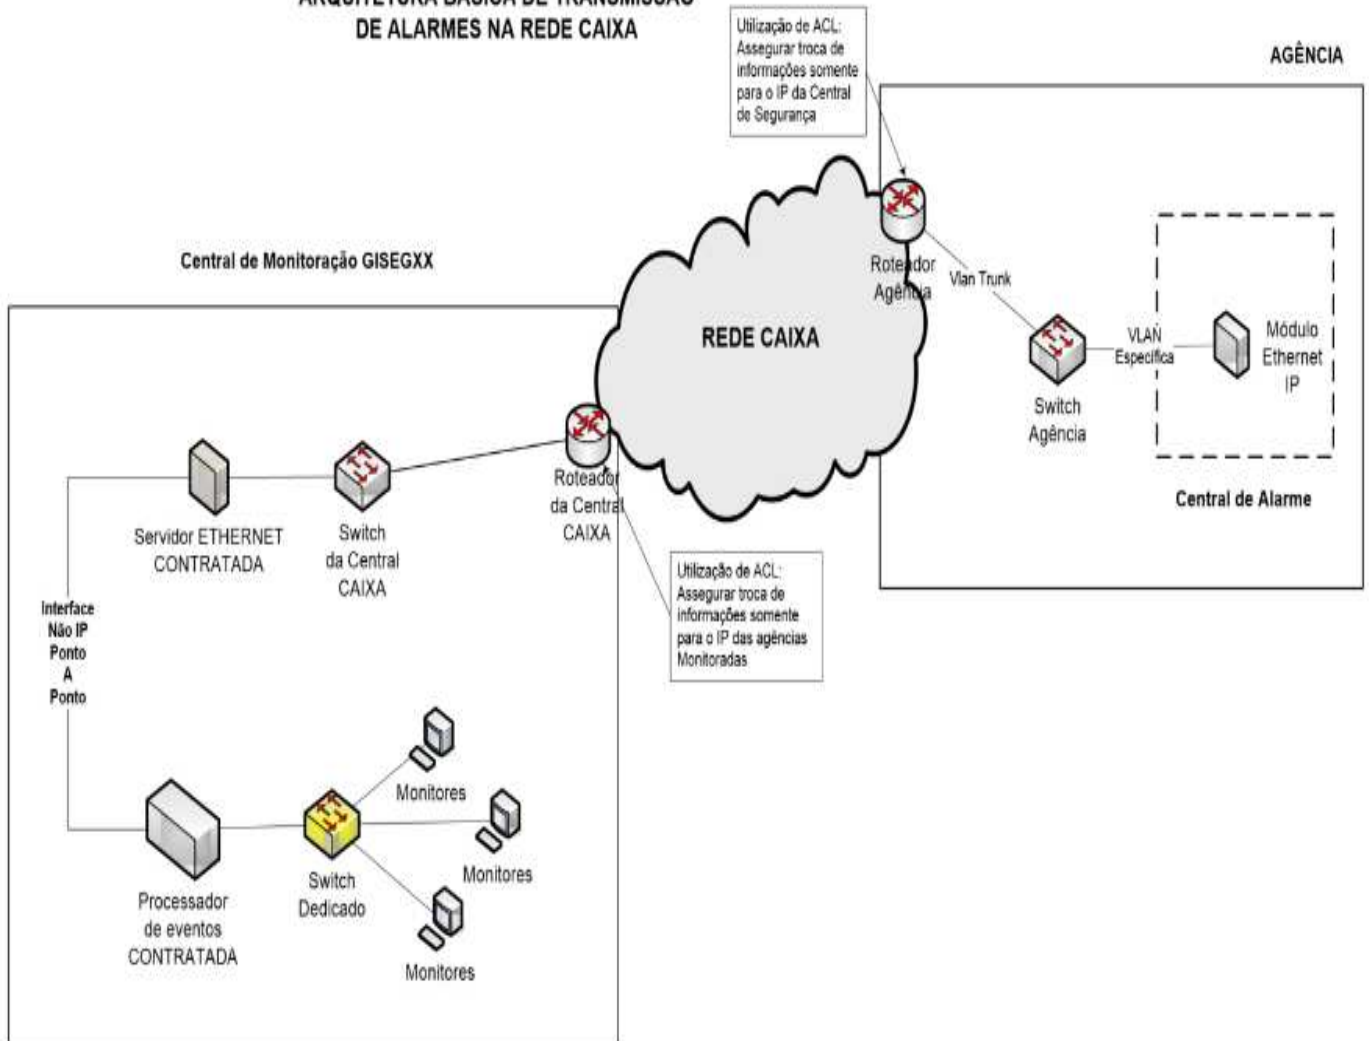 ARQUITETURA BÁSICA DE TRANSMISSÃO
DE ALARMES NA REDE CAIXA
Utilização de ACL:
Assegurar troca de
informações somente
para o IP da Central
de Segurança
AGÊNCIA
Central de Monitoração GISEGXX
Roteador
Agência
Vlan Trunk
REDE CAIXA
VLAN
Específica
Módulo
Ethernet
IP
Switch
Agência
Central de Alarme
Roteador
da Central
CAIXA
Servidor ETHERNET
CONTRATADA
Switch
da Central
CAIXA
Utilização de ACL:
Assegurar troca de
informações somente
para o IP das agências
Monitoradas
Interface
Não IP
Ponto
A
Ponto
Monitores
Monitores
Switch
Dedicado
Processador
de eventos
CONTRATADA
Monitores